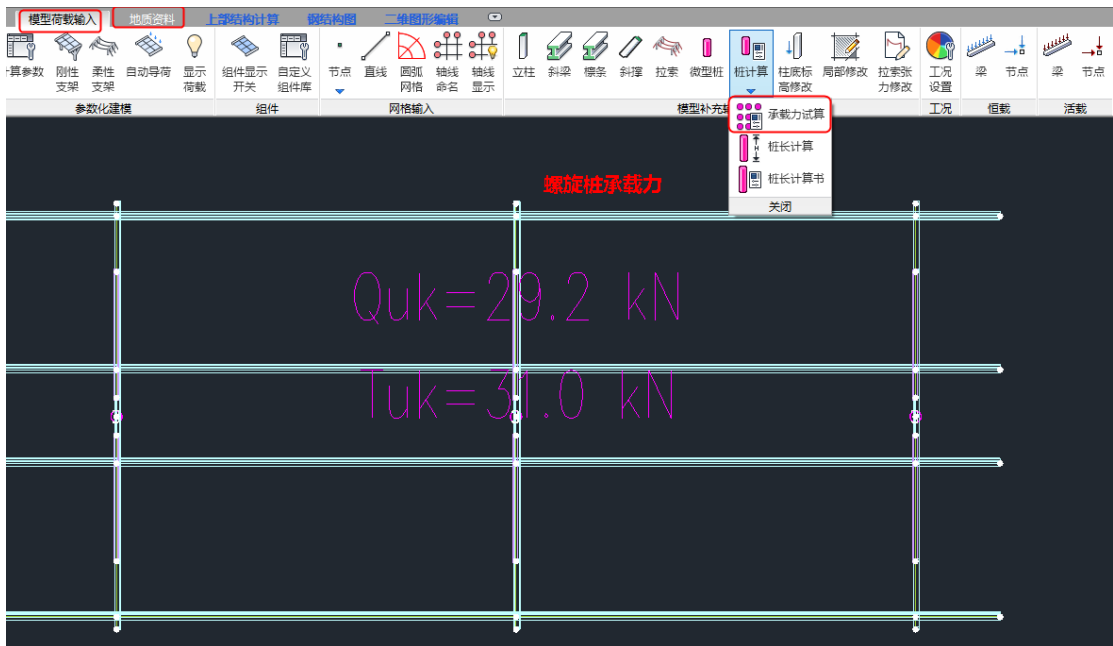 模型荷载输入 地质资料 上部结构计算 钢结构图 二维图形编辑
计算参数 刚性支架 柔性支架 自动导荷 显示荷载 组件显示开关 自定义组件库 节点 直线 圆弧网格 轴线命名 轴线显示 立柱 斜梁 檩条 斜撑 拉索 微型桩 桩计算 柱底标高修改 局部修改 拉索张力修改 工况设置 梁 节点 梁 节点
参数化建模 组件 网格输入 模型补充 工况 恒载 活载
承载力试算
桩长计算
桩长计算书
关闭
螺旋桩承载力
Quk=29.2 kN
Tuk=31.0 kN